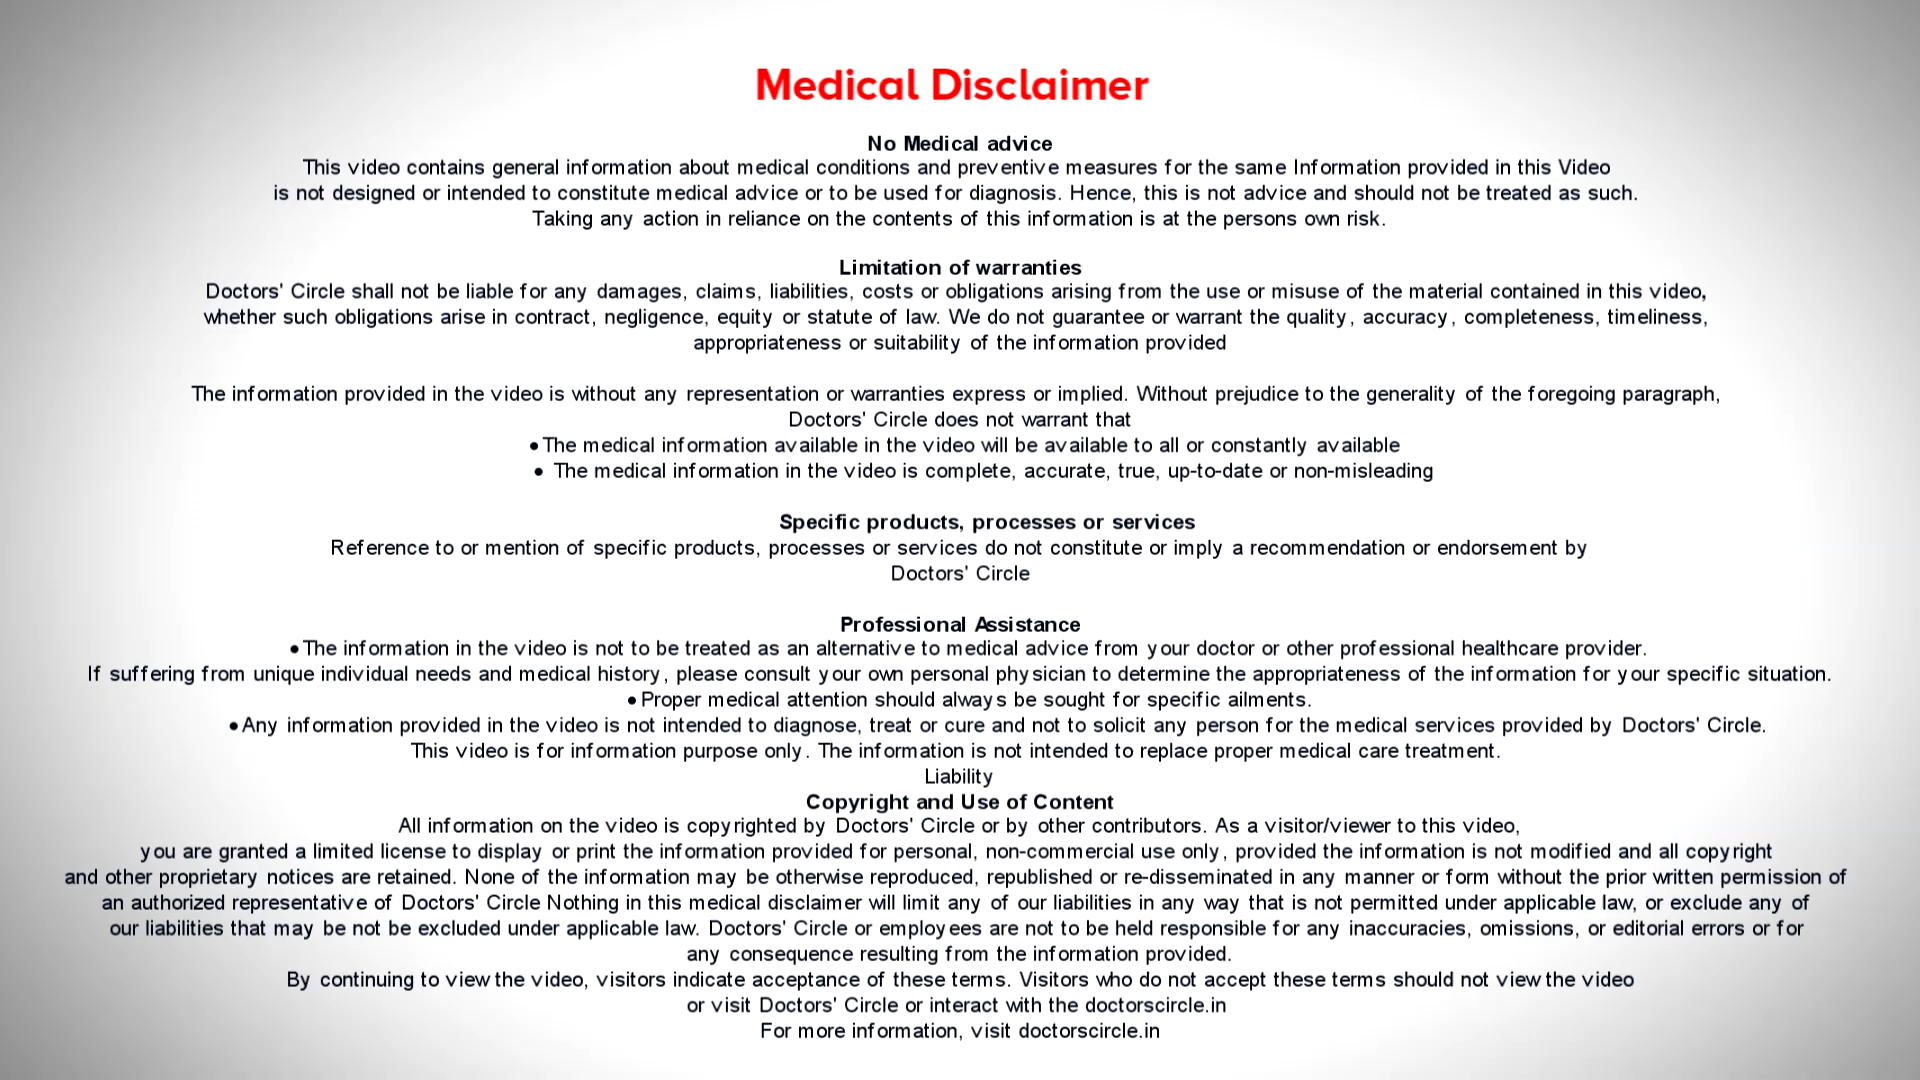 Medical Disclaimer
No Medical advice
This video contains general information about medical conditions and preventive measures for the same Information provided in this Video
is not designed or intended to constitute medical advice or to be used for diagnosis. Hence, this is not advice and should not be treated as such.
Taking any action in reliance on the contents of this information is at the persons own risk.
Limitation of warranties
Doctors' Circle shall not be liable for any damages, claims, liabilities, costs or obligations arising from the use or misuse of the material contained in this video,
whether such obligations arise in contract, negligence, equity or statute of law. We do not guarantee or warrant the quality, accuracy, completeness, timeliness,
appropriateness or suitability of the information provided
The information provided in the video is without any representation or warranties express or implied. Without prejudice to the generality of the foregoing paragraph,
Doctors' Circle does not warrant that
• The medical information available in the video will be available to all or constantly available
• The medical information in the video is complete, accurate, true, up-to-date or non-misleading
Specific products, processes or services
Reference to or mention of specific products, processes or services do not constitute or imply a recommendation or endorsement by
Doctors' Circle
Professional Assistance
• The information in the video is not to be treated as an alternative to medical advice from your doctor or other professional healthcare provider.
If suffering from unique individual needs and medical history, please consult your own personal physician to determine the appropriateness of the information for your specific situation.
• Proper medical attention should always be sought for specific ailments.
• Any information provided in the video is not intended to diagnose, treat or cure and not to solicit any person for the medical services provided by Doctors' Circle.
This video is for information purpose only. The information is not intended to replace proper medical care treatment.
Liability
Copyright and Use of Content
All information on the video is copyrighted by Doctors' Circle or by other contributors. As a visitor/viewer to this video,
you are granted a limited license to display or print the information provided for personal, non-commercial use only, provided the information is not modified and all copyright
and other proprietary notices are retained. None of the information may be otherwise reproduced, republished or re-disseminated in any manner or form without the prior written permission of
an authorized representative of Doctors' Circle Nothing in this medical disclaimer will limit any of our liabilities in any way that is not permitted under applicable law, or exclude any of
our liabilities that may be not be excluded under applicable law. Doctors' Circle or employees are not to be held responsible for any inaccuracies, omissions, or editorial errors or for
any consequence resulting from the information provided.
By continuing to view the video, visitors indicate acceptance of these terms. Visitors who do not accept these terms should not view the video
or visit Doctors' Circle or interact with the doctorscircle.in
For more information, visit doctorscircle.in